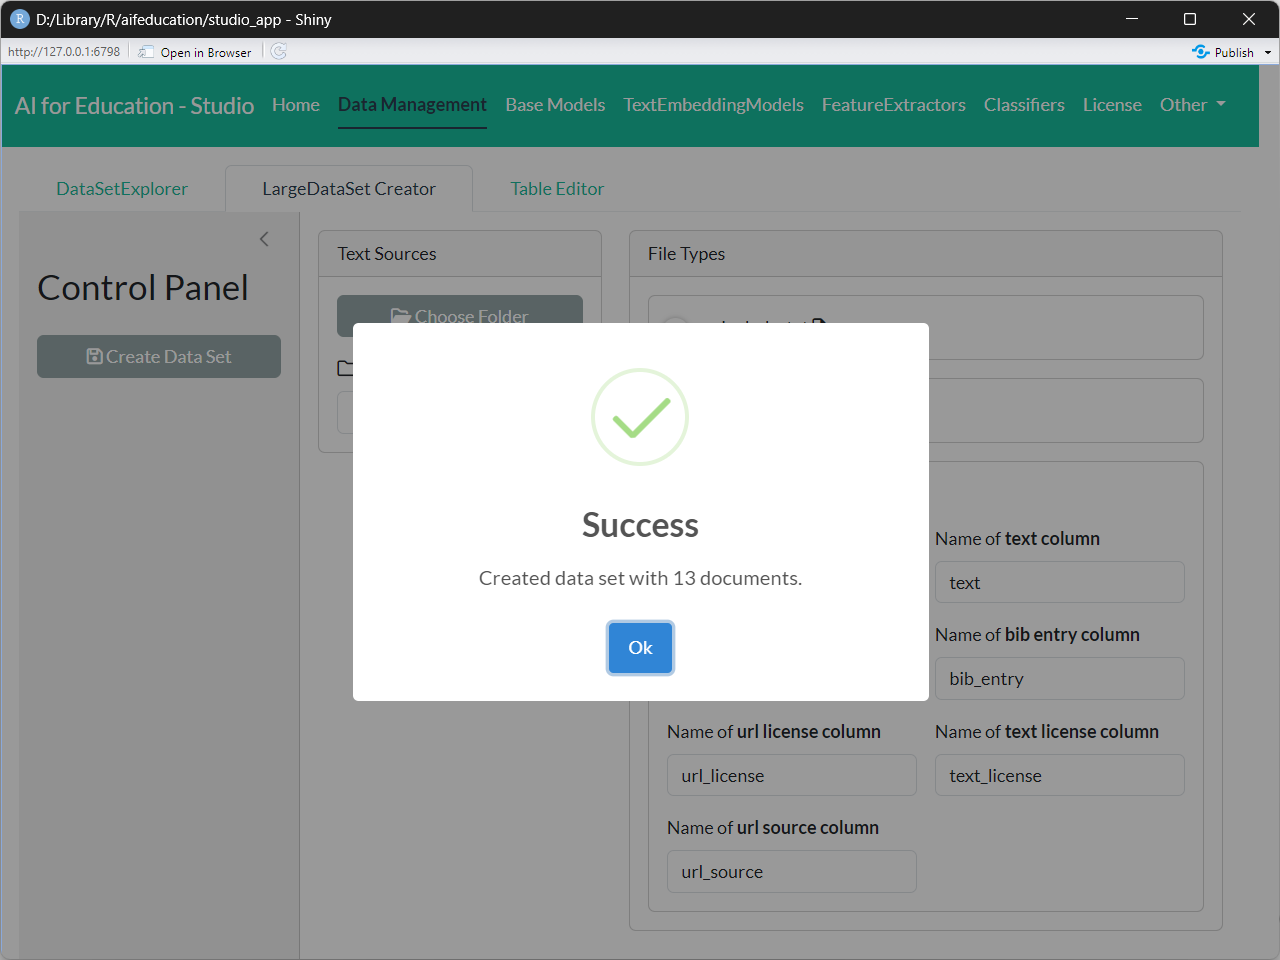 D:/Library/R/aifeducation/studio_app - Shiny
http://127.0.0.1:6798 Open in Browser Publish
AI for Education - Studio Home Data Management Base Models TextEmbeddingModels FeatureExtractors Classifiers License Other
DataSetExplorer LargeDataSet Creator Table Editor
Control Panel
Create Data Set
Text Sources
Choose Folder
File Types
Success
Created data set with 13 documents.
Ok
Name of text column
text
Name of bib entry column
bib_entry
Name of url license column Name of text license column
url_license text_license
Name of url source column
url_source